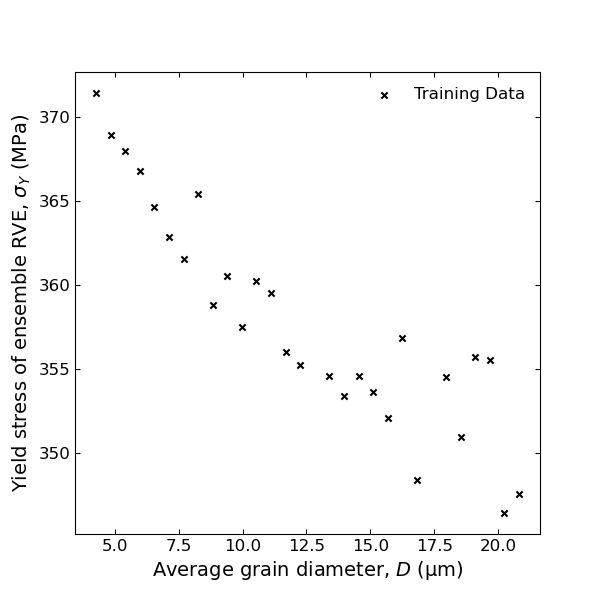 Training Data
370
365
360
355
350
5.0 7.5 10.0 12.5 15.0 17.5 20.0
Yield stress of ensemble RVE, σ_Y (MPa)
Average grain diameter, D (μm)